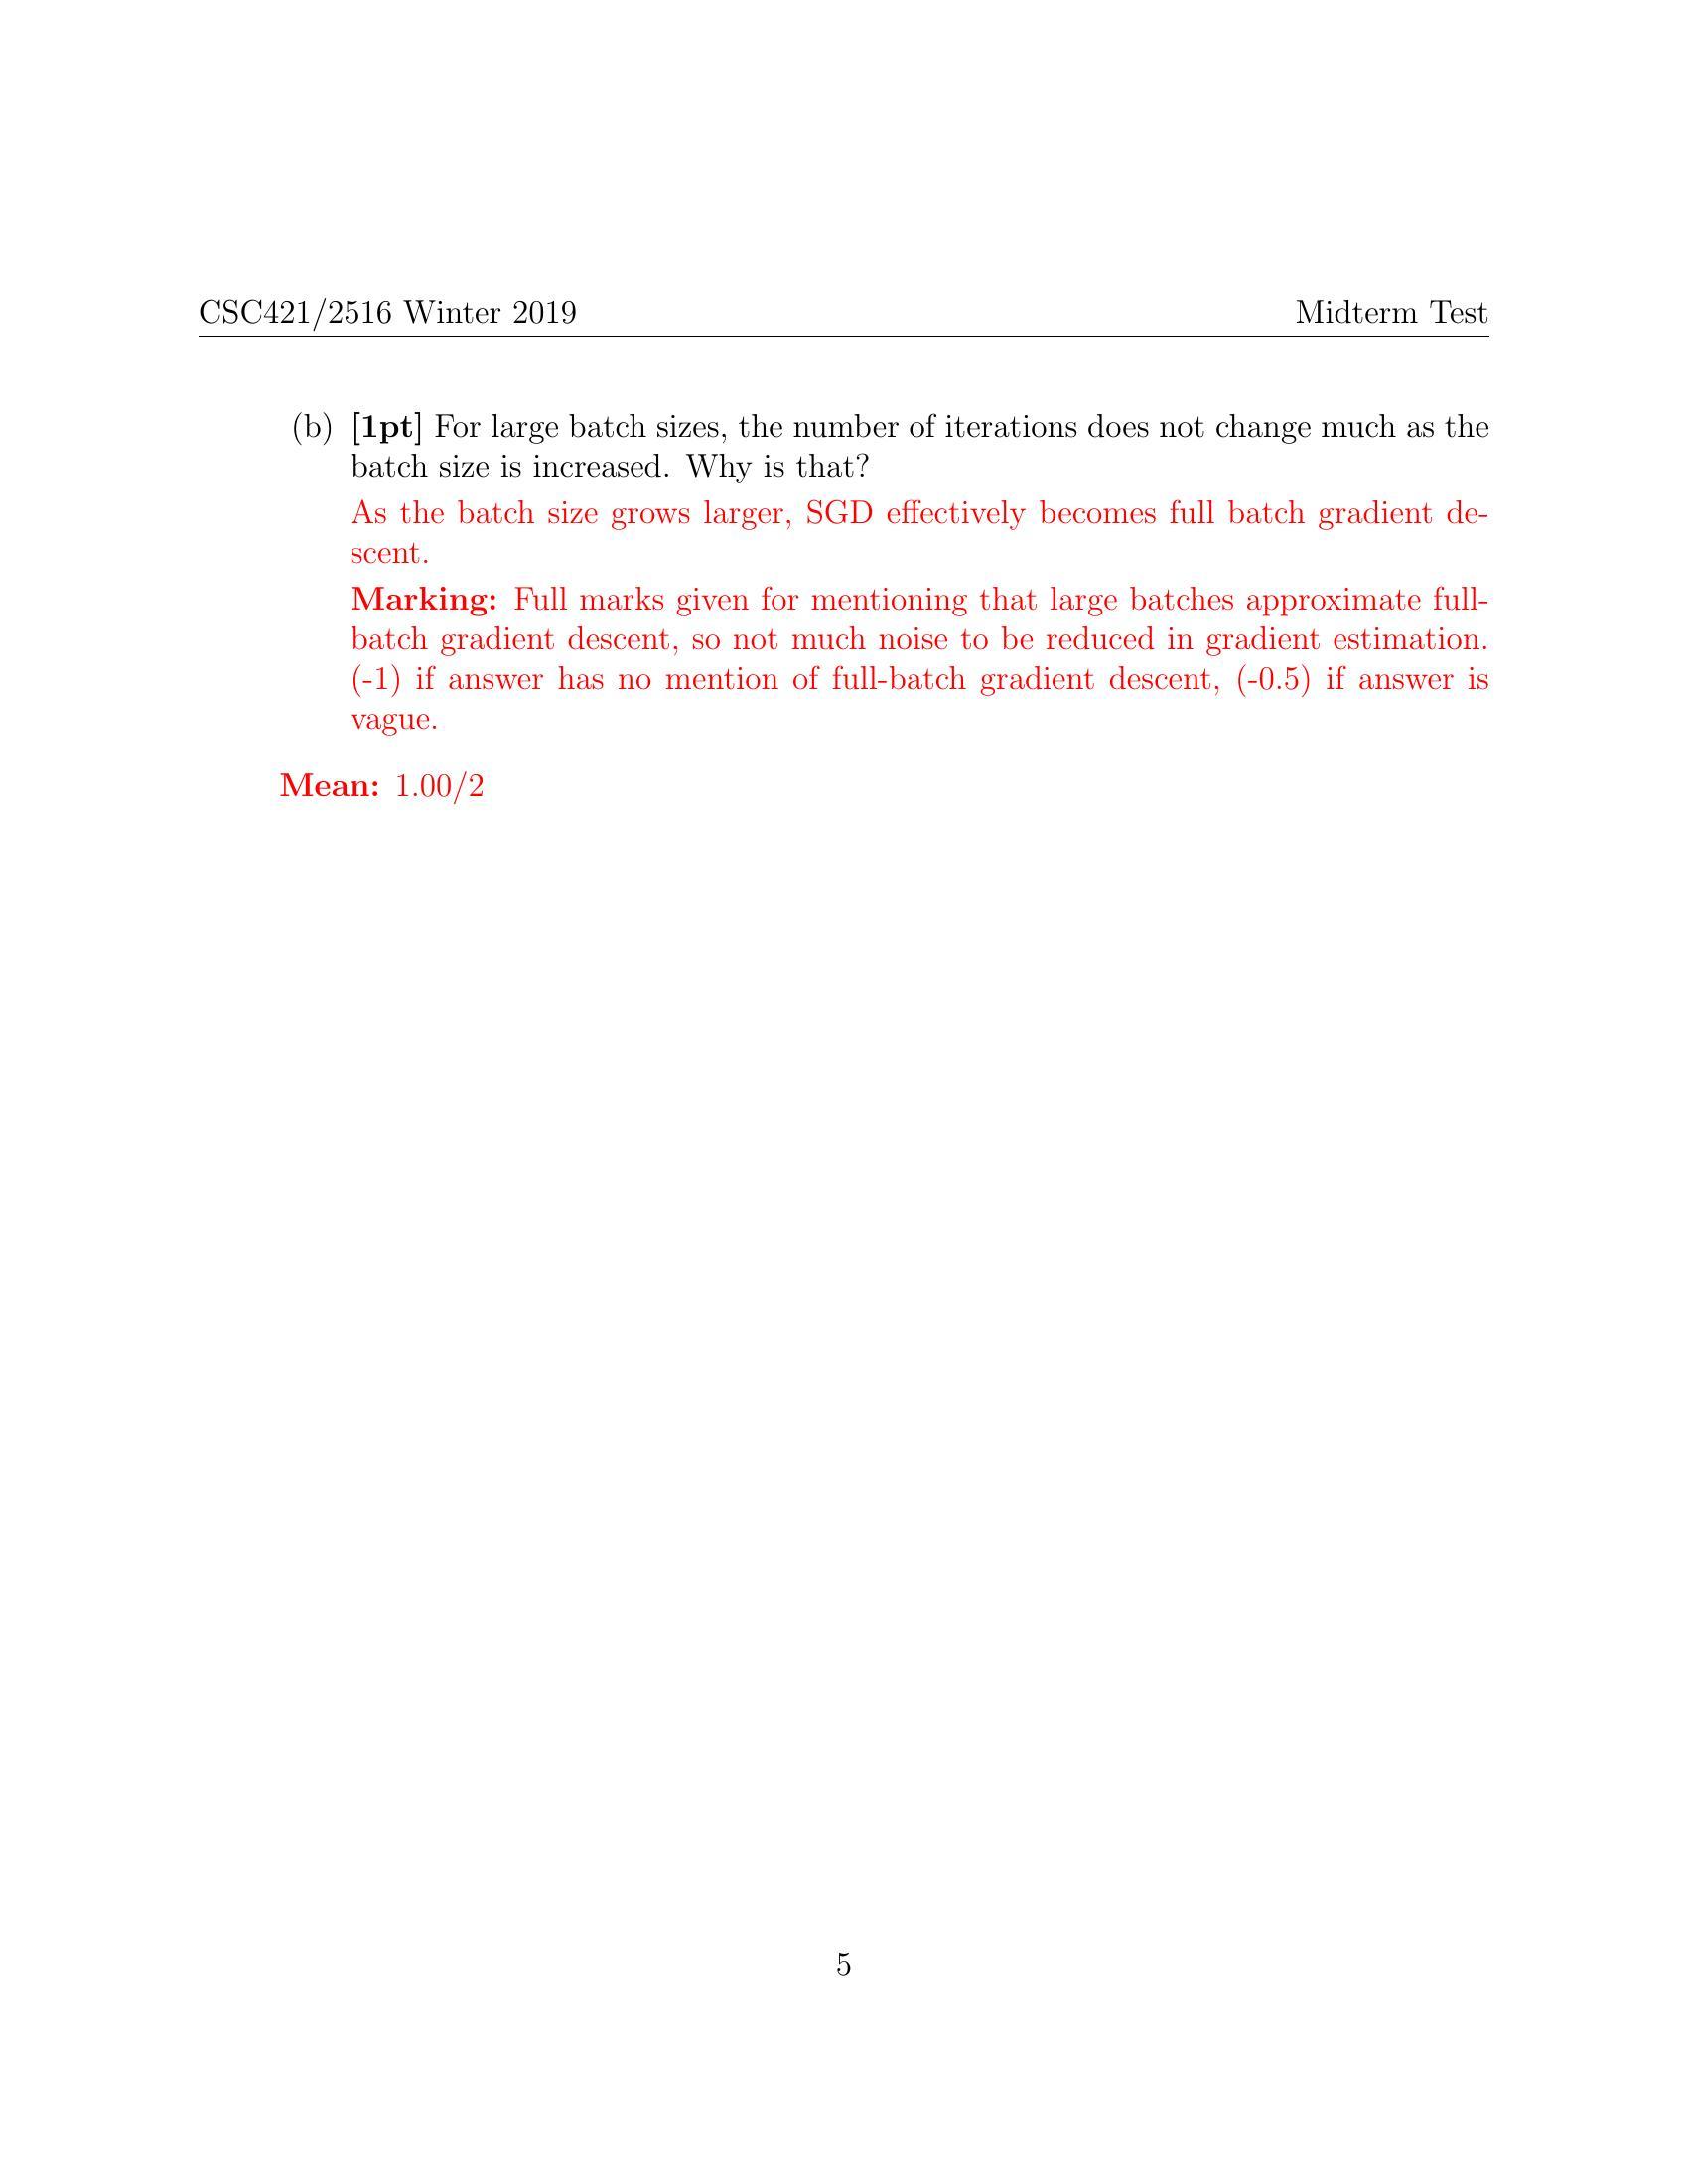 CSC421/2516 Winter 2019 Midterm Test
(b) [1pt] For large batch sizes, the number of iterations does not change much as the
batch size is increased. Why is that?
As the batch size grows larger, SGD effectively becomes full batch gradient de-
scent.
Marking: Full marks given for mentioning that large batches approximate full-
batch gradient descent, so not much noise to be reduced in gradient estimation.
(-1) if answer has no mention of full-batch gradient descent, (-0.5) if answer is
vague.
Mean: 1.00/2
5